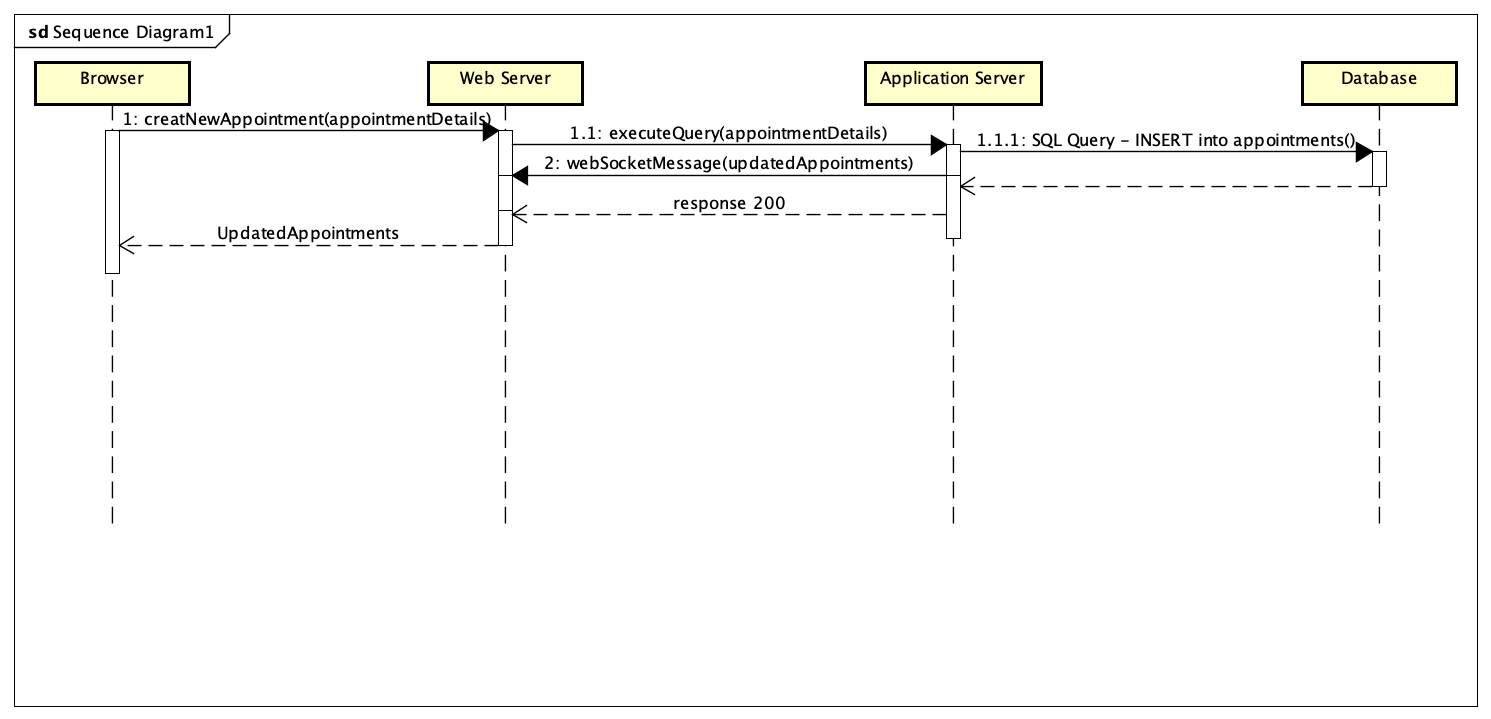 sd Sequence Diagram1
Browser
Web Server
Application Server
Database
1: creatNewAppointment(appointmentDetails)
1.1: executeQuery(appointmentDetails)
1.1.1: SQL Query - INSERT into appointments()
2: webSocketMessage(updatedAppointments)
response 200
UpdatedAppointments